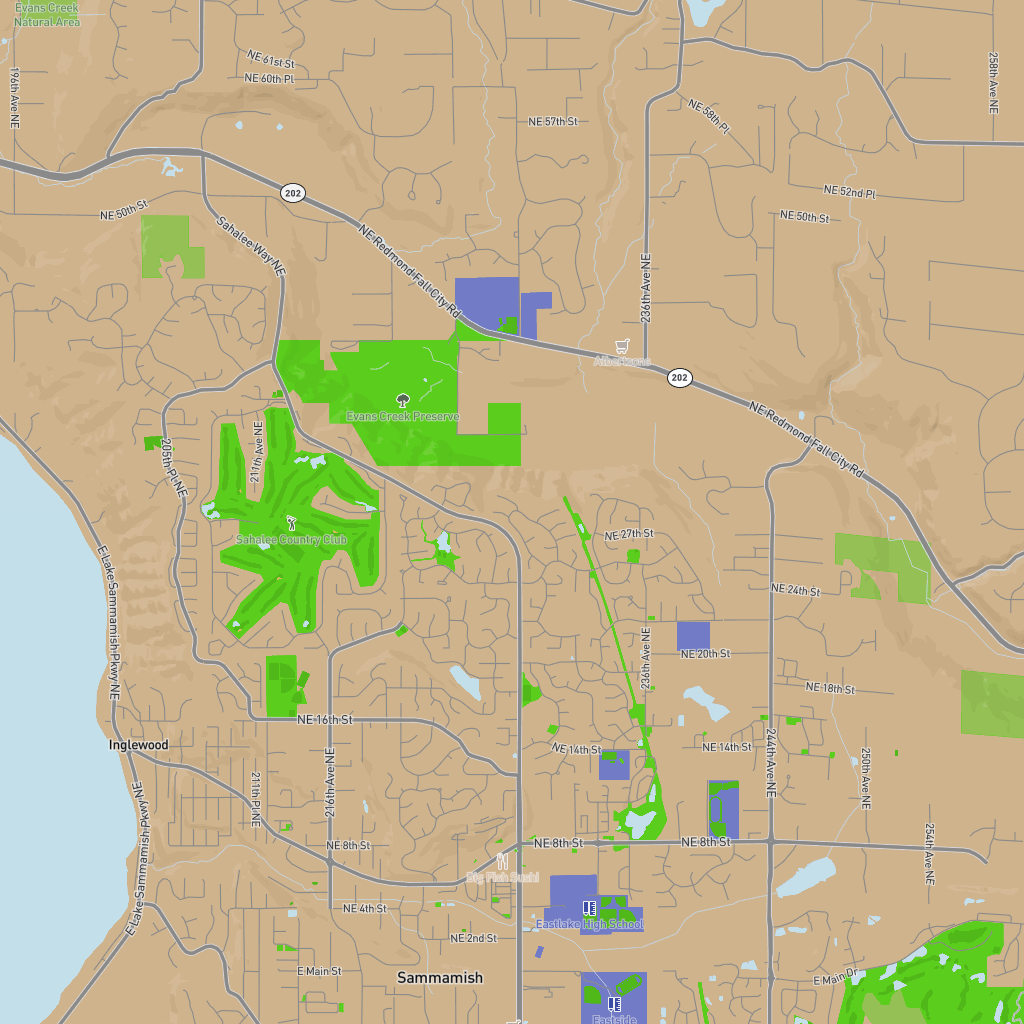 Evans Creek
Natural Area
196th Ave NE
NE 61st St
NE 60th Pl
258th Ave NE
NE 58th Pl
NE 57th St
202
NE 52nd Pl
NE 50th St
NE 50th St
Sahalee Way NE
NE Redmond Fall City Rd
236th Ave NE
Albertsons
202
Evans Creek Preserve
NE Redmond Fall City Rd
211th Ave NE
205th Pl NE
Sahalee Country Club
NE 27th St
E Lake Sammamish Pkwy NE
NE 24th St
236th Ave NE
NE 20th St
NE 18th St
NE 16th St
Inglewood
NE 14th St
NE 14th St
244th Ave NE
250th Ave NE
216th Ave NE
211th Pl NE
E Lake Sammamish Pkwy NE
NE 8th St
NE 8th St
NE 8th St
254th Ave NE
Big Fish Sushi
NE 4th St
Eastlake High School
NE 2nd St
E Main St
Sammamish
E Main Dr
Eastside